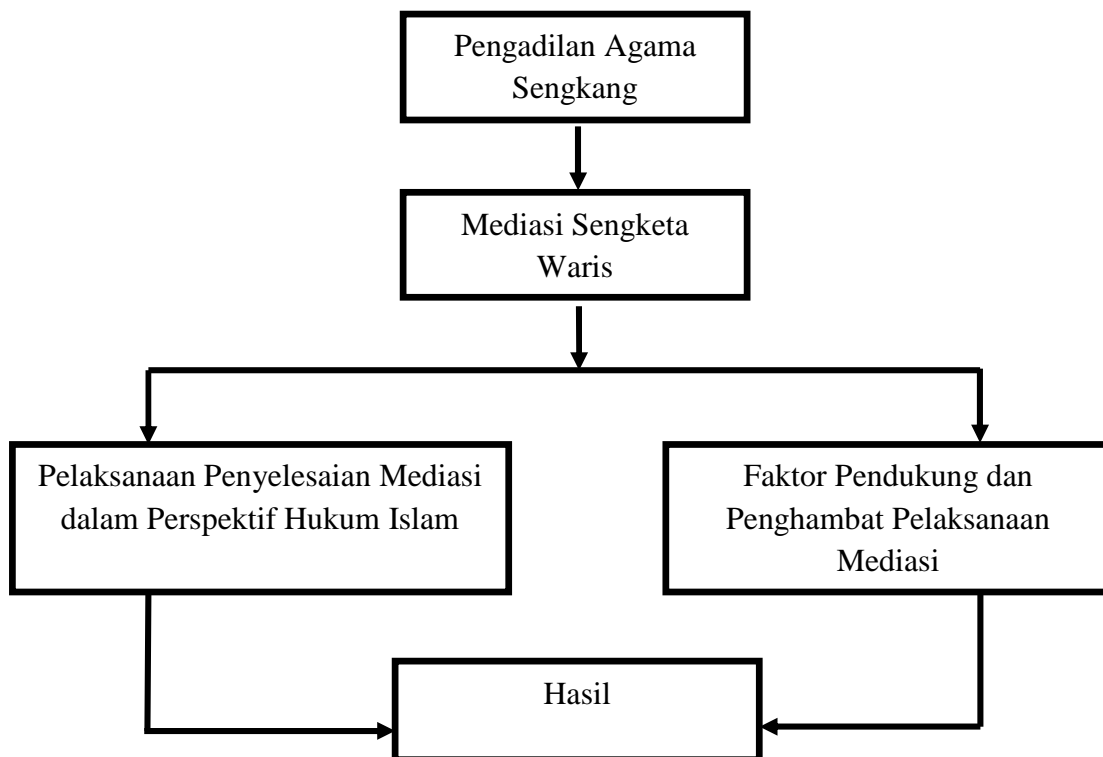 Pengadilan Agama
Sengkang
Mediasi Sengketa
Waris
Pelaksanaan Penyelesaian Mediasi
dalam Perspektif Hukum Islam
Faktor Pendukung dan
Penghambat Pelaksanaan
Mediasi
Hasil